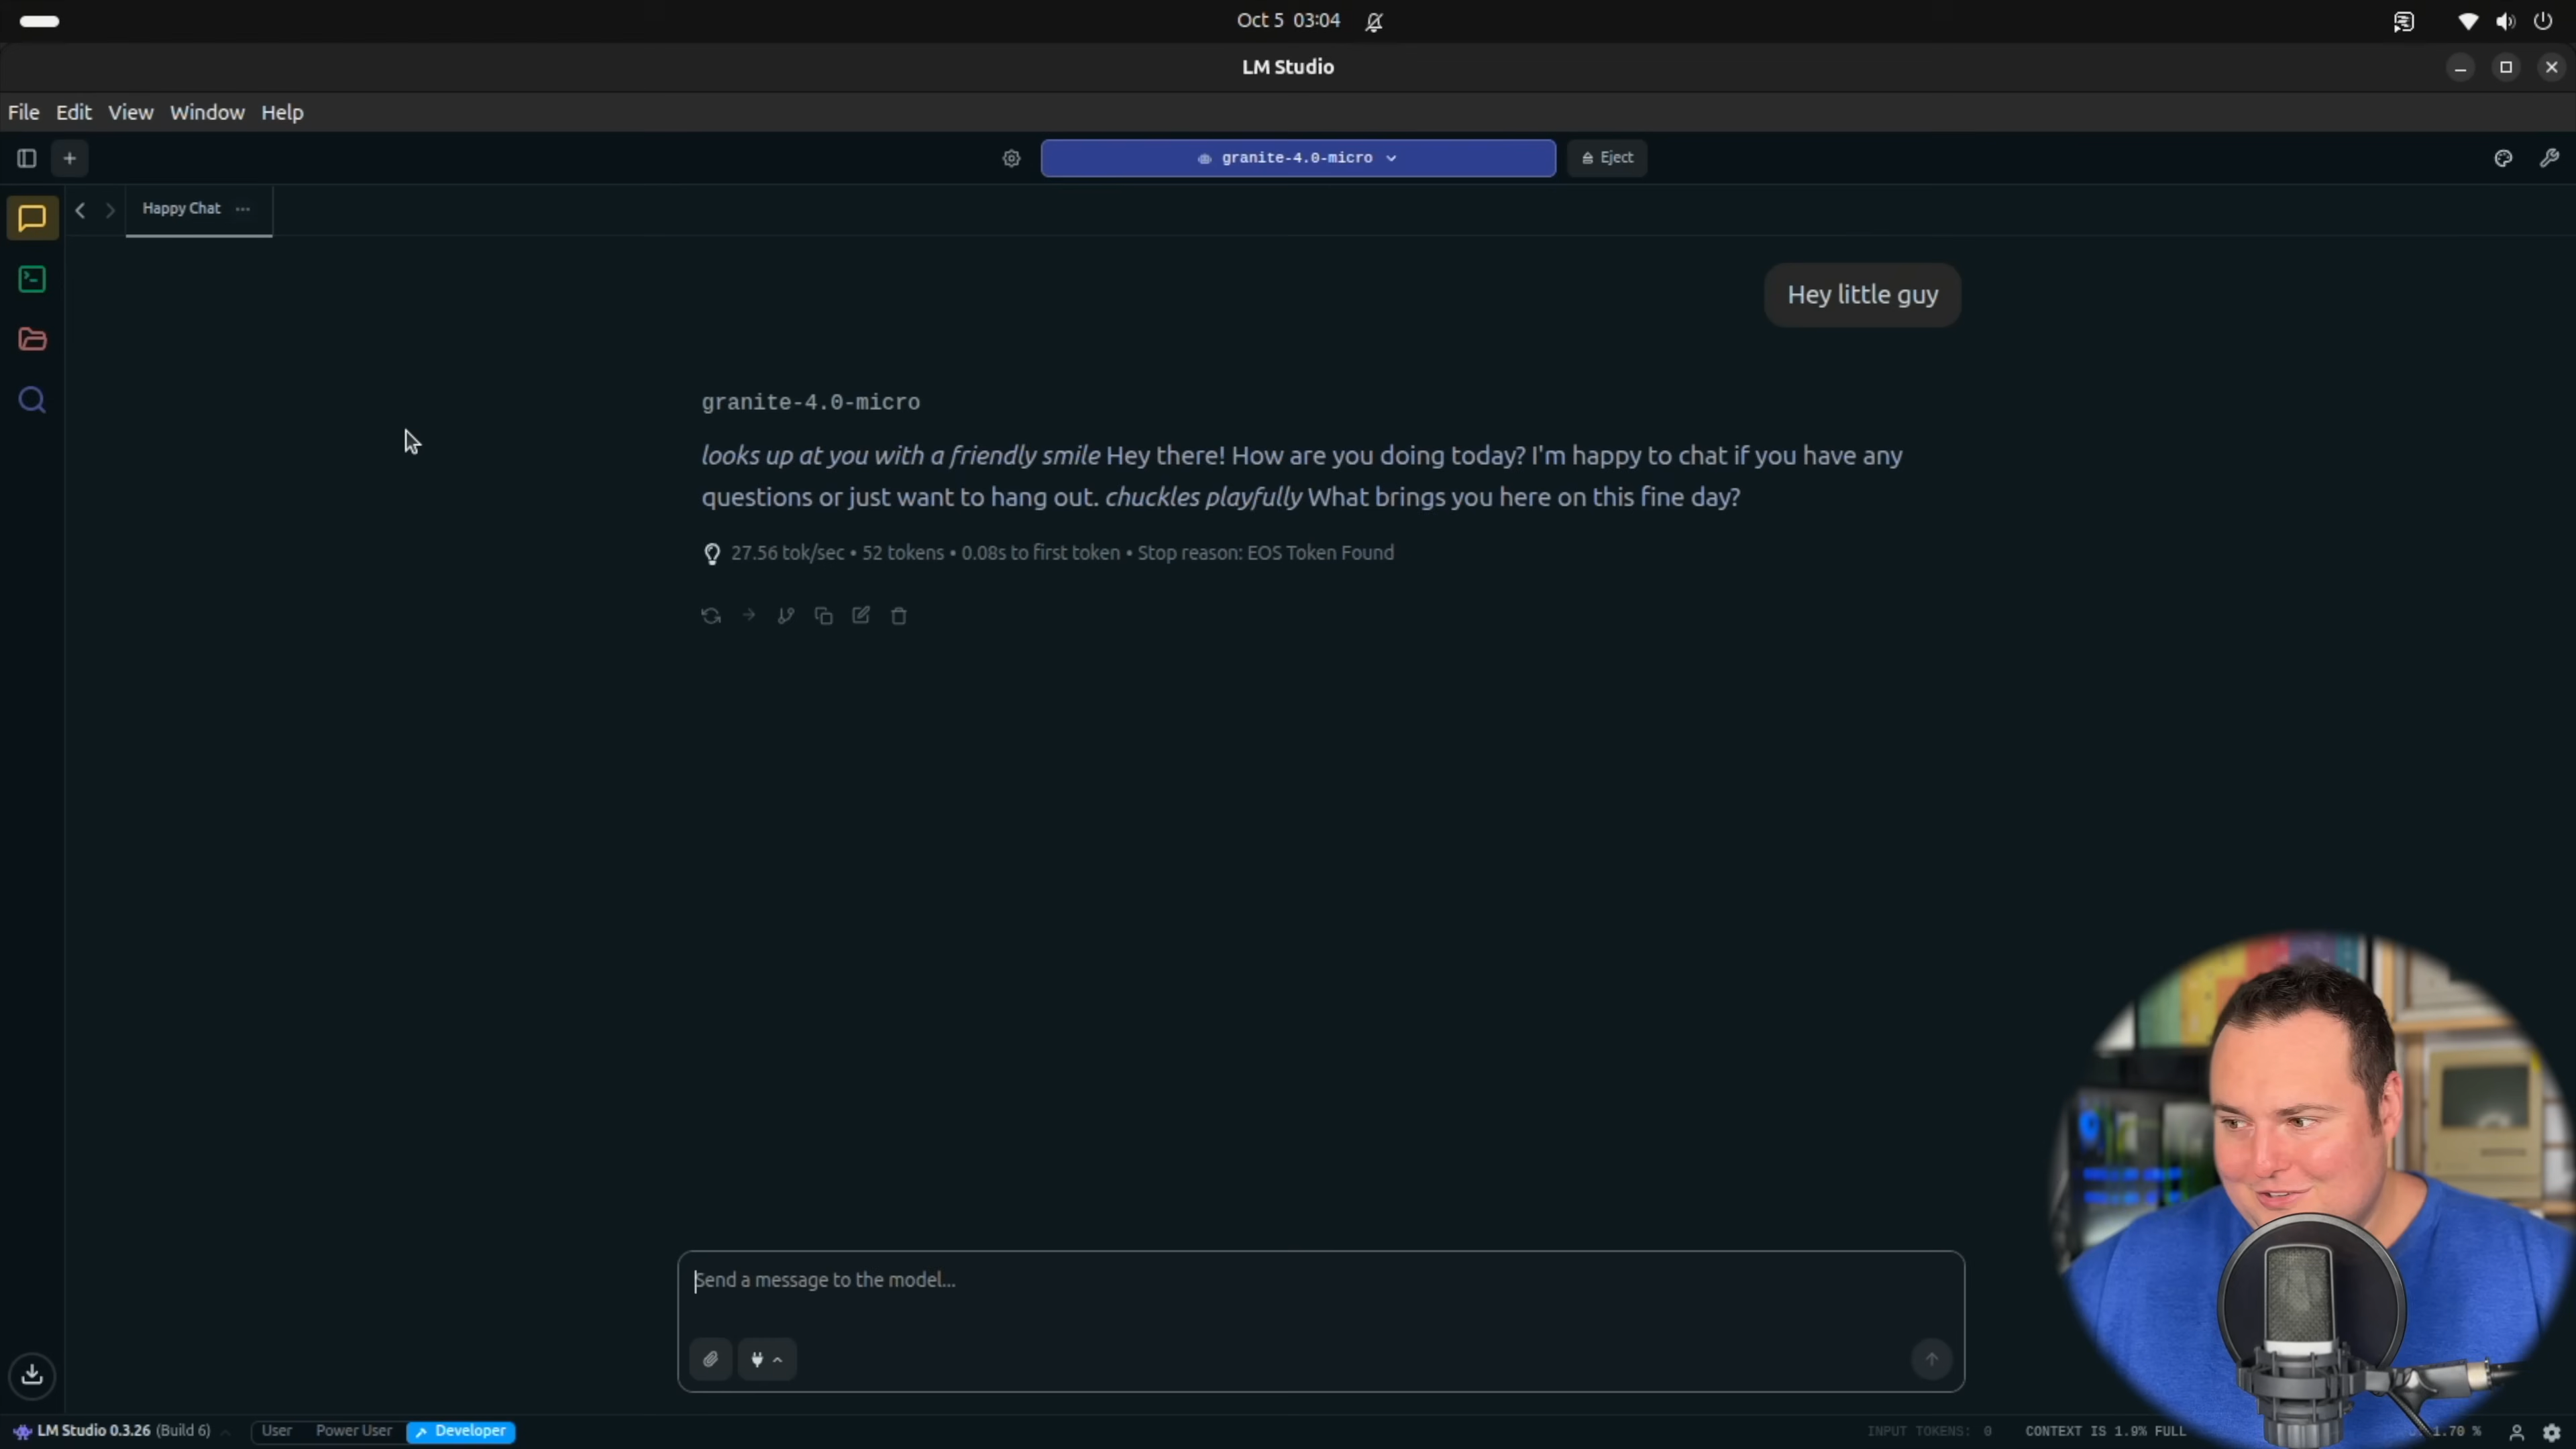 Oct 5 03:04
LM Studio
File Edit View Window Help
granite-4.0-micro
Eject
Happy Chat
Hey little guy
granite-4.0-micro
looks up at you with a friendly smile Hey there! How are you doing today? I'm happy to chat if you have any
questions or just want to hang out. chuckles playfully What brings you here on this fine day?
27.56 tok/sec • 52 tokens • 0.08s to first token • Stop reason: EOS Token Found
Send a message to the model...
LM Studio 0.3.26 (Build 6) User Power User Developer INPUT TOKENS: 0 CONTEXT IS 1.9% FULL 1.70 %